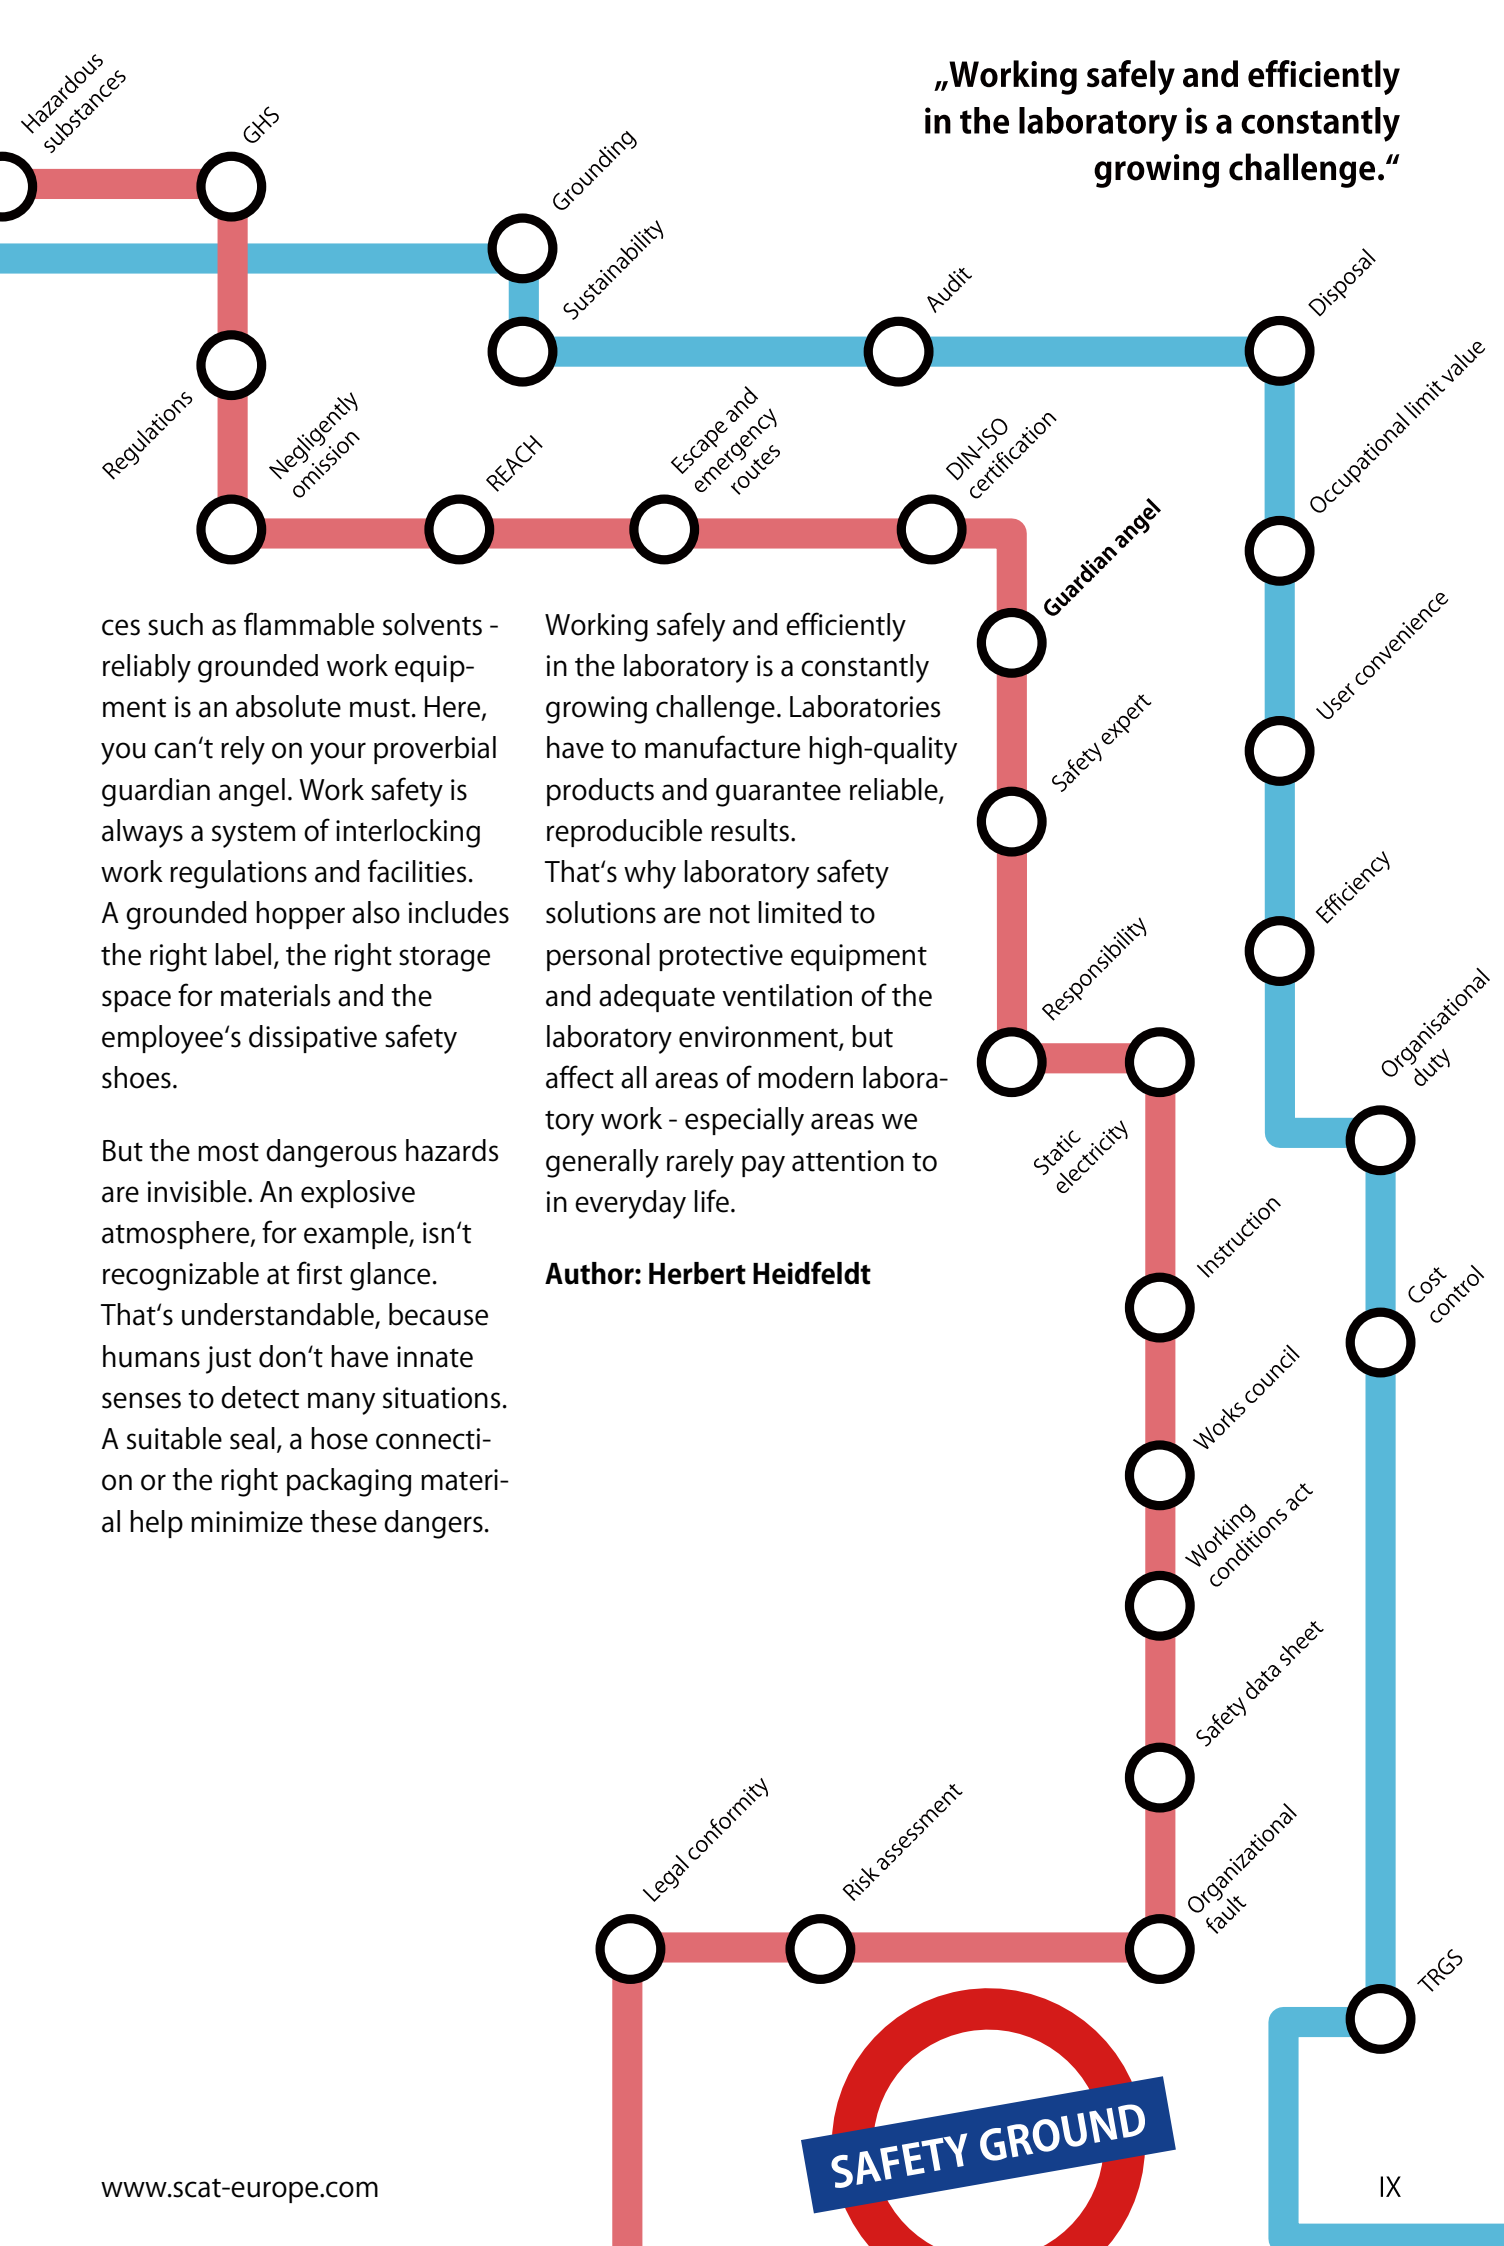 Hazardous
substances
GHS
„Working safely and efficiently
in the laboratory is a constantly
growing challenge.“
Grounding
Sustainability
Audit
Disposal
Occupational limit value
Regulations
Negligently
omission
REACH
Escape and
emergency
routes
DIN-ISO
certification
Guardian angel
User convenience
Safety expert
Efficiency
Responsibility
Organisational
duty
Static
electricity
Instruction
Cost
control
Works council
Working
conditions act
Safety data sheet
Organizational
fault
Risk assessment
Legal conformity
TRGS
ces such as flammable solvents -
reliably grounded work equip-
ment is an absolute must. Here,
you can‘t rely on your proverbial
guardian angel. Work safety is
always a system of interlocking
work regulations and facilities.
A grounded hopper also includes
the right label, the right storage
space for materials and the
employee‘s dissipative safety
shoes.
But the most dangerous hazards
are invisible. An explosive
atmosphere, for example, isn‘t
recognizable at first glance.
That‘s understandable, because
humans just don‘t have innate
senses to detect many situations.
A suitable seal, a hose connecti-
on or the right packaging materi-
al help minimize these dangers.
Working safely and efficiently
in the laboratory is a constantly
growing challenge. Laboratories
have to manufacture high-quality
products and guarantee reliable,
reproducible results.
That‘s why laboratory safety
solutions are not limited to
personal protective equipment
and adequate ventilation of the
laboratory environment, but
affect all areas of modern labora-
tory work - especially areas we
generally rarely pay attention to
in everyday life.
Author: Herbert Heidfeldt
SAFETY GROUND
www.scat-europe.com
IX